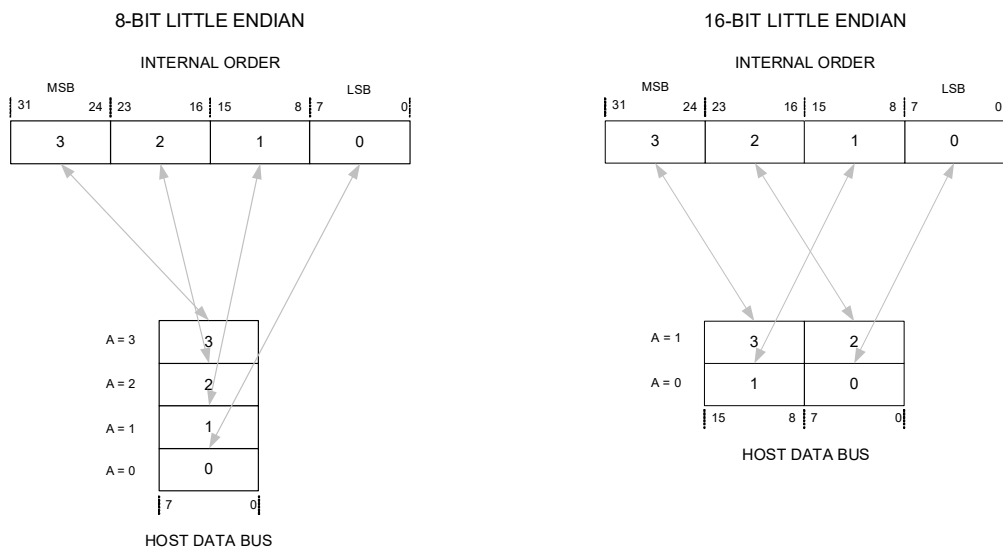 8-BIT LITTLE ENDIAN
INTERNAL ORDER
MSB LSB
31 24 23 16 15 8 7 0
3 2 1 0
A = 3 3
A = 2 2
A = 1 1
A = 0 0
7 0
HOST DATA BUS
16-BIT LITTLE ENDIAN
INTERNAL ORDER
MSB LSB
31 24 23 16 15 8 7 0
3 2 1 0
A = 1 3 2
A = 0 1 0
15 8 7 0
HOST DATA BUS